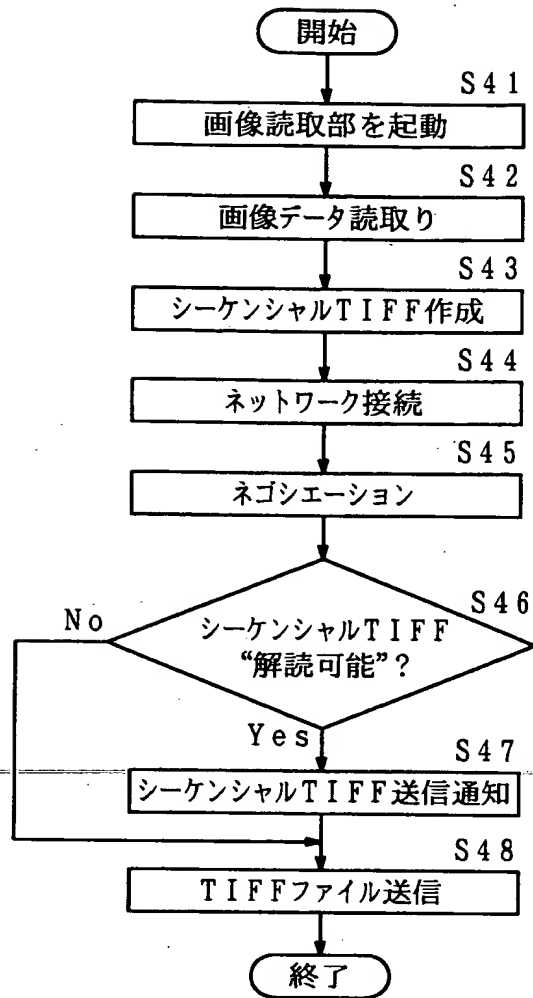 開始
S41
画像読取部を起動
S42
画像データ読取り
S43
シーケンシャルTIFF作成
S44
ネットワーク接続
S45
ネゴシエーション
S46
No
シーケンシャルTIFF
“解読可能”?
Yes
S47
シーケンシャルTIFF送信通知
S48
TIFFファイル送信
終了